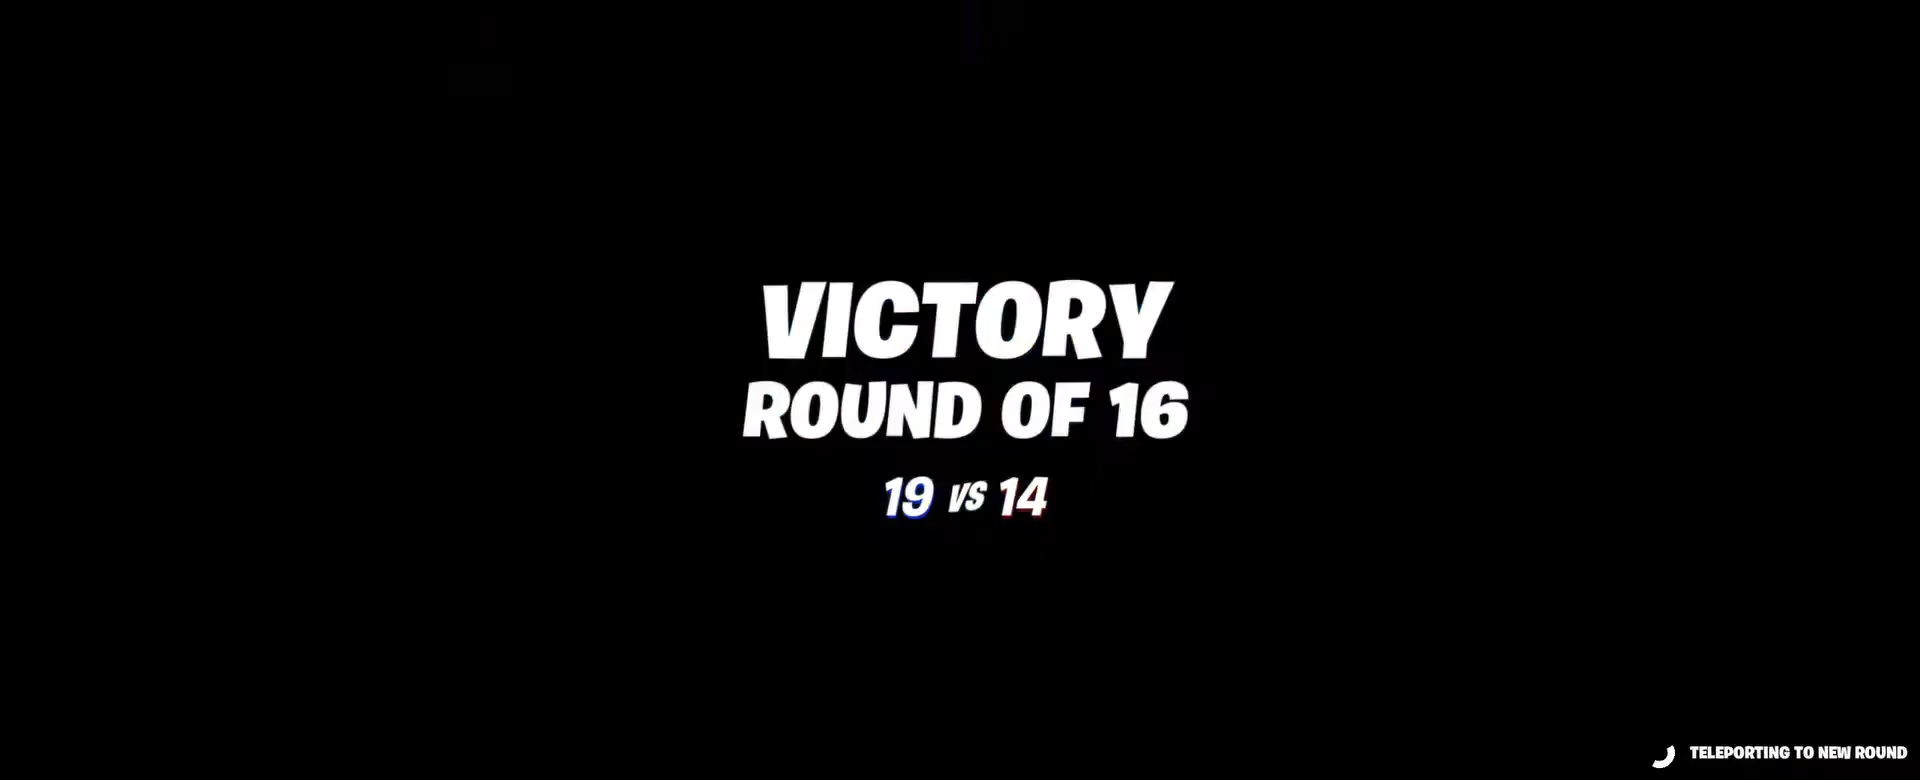 VICTORY
ROUND OF 16
19 VS 14
TELEPORTING TO NEW ROUND